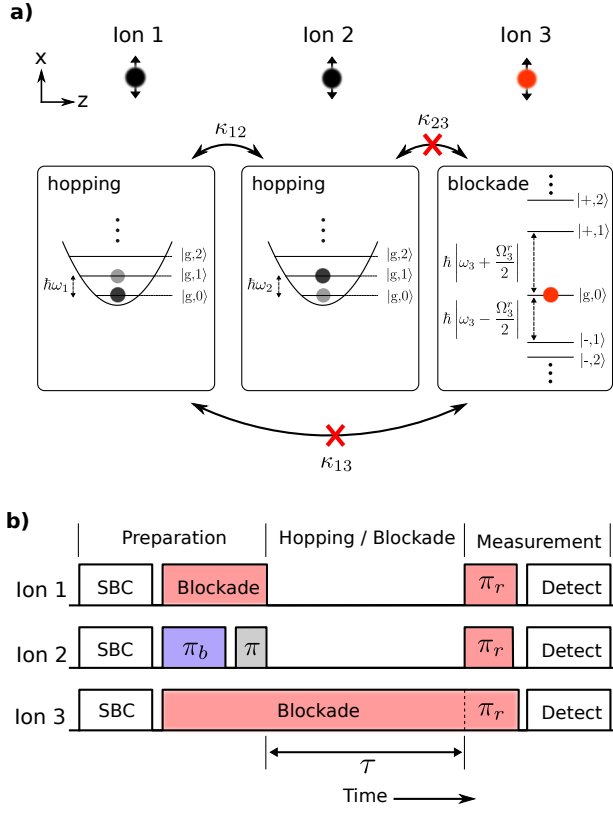 a)
Ion 1 Ion 2 Ion 3
x
z
κ₁₂ κ₂₃
hopping
⋮
|g,2⟩
|g,1⟩
|g,0⟩
ħω₁
hopping
⋮
|g,2⟩
|g,1⟩
|g,0⟩
ħω₂
blockade
⋮
|+,2⟩
|+,1⟩
ħ|ω₃ + Ω₃ʳ/2|
|g,0⟩
ħ|ω₃ − Ω₃ʳ/2|
|-,1⟩
|-,2⟩
⋮
κ₁₃
b)
Preparation Hopping / Blockade Measurement
Ion 1 SBC Blockade πᵣ Detect
Ion 2 SBC π_b π πᵣ Detect
Ion 3 SBC Blockade πᵣ Detect
τ
Time